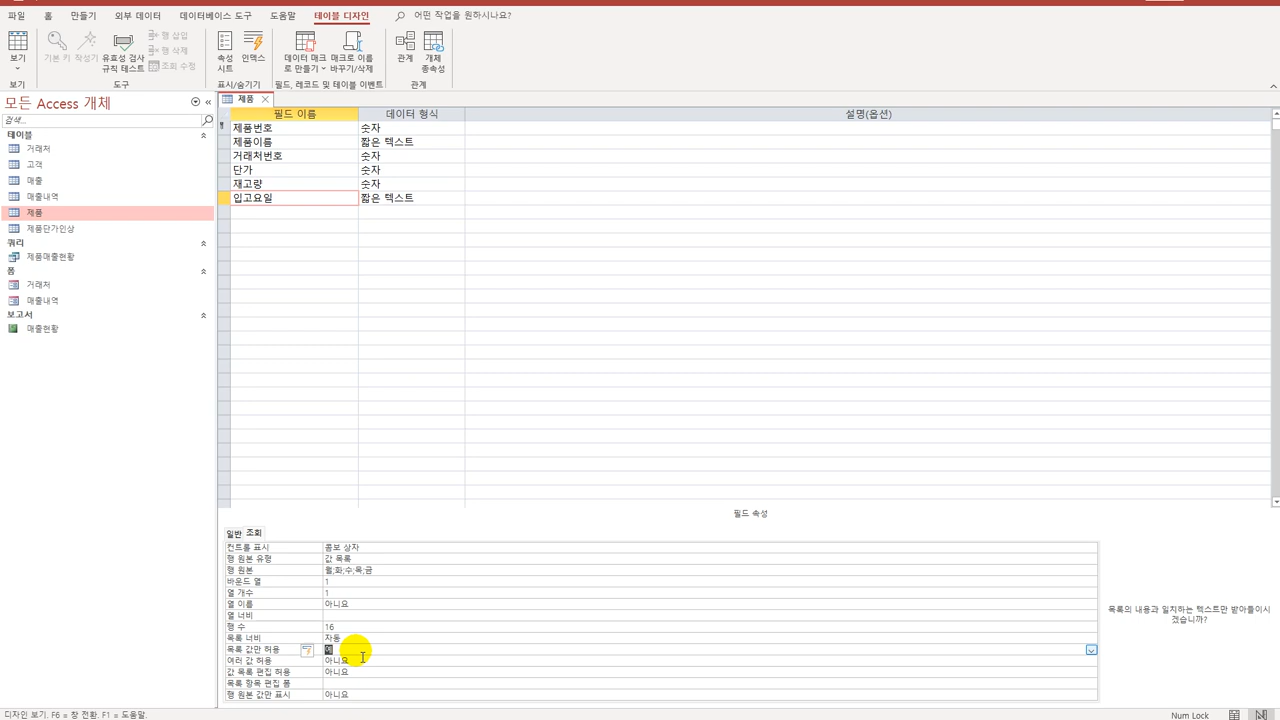 파일 홈 만들기 외부 데이터 데이터베이스 도구 도움말 테이블 디자인 어떤 작업을 원하시나요?
보기
기본 키
작성기
유효성 검사
규칙 테스트
행 삽입
행 삭제
조회 수정
속성
시트
인덱스
데이터 매크
로 만들기
매크로 이름
바꾸기/삭제
관계
개체
종속성
보기 도구 표시/숨기기 필드, 레코드 및 테이블 이벤트 관계
모든 Access 개체
검색...
테이블
거래처
고객
매출
매출내역
제품
제품단가인상
쿼리
제품매출현황
폼
거래처
매출내역
보고서
매출현황
제품
필드 이름 데이터 형식 설명(옵션)
제품번호 숫자
제품이름 짧은 텍스트
거래처번호 숫자
단가 숫자
재고량 숫자
입고요일 짧은 텍스트
필드 속성
일반 조회
컨트롤 표시 콤보 상자
행 원본 유형 값 목록
행 원본 월;화;수;목;금
바운드 열 1
열 개수 1
열 이름 아니요
열 너비
행 수 16
목록 너비 자동
목록 값만 허용 예
여러 값 허용 아니요
값 목록 편집 허용 아니요
목록 항목 편집 폼
행 원본 값만 표시 아니요
목록의 내용과 일치하는 텍스트만 받아들이시
겠습니까?
디자인 보기. F6 = 창 전환. F1 = 도움말. Num Lock